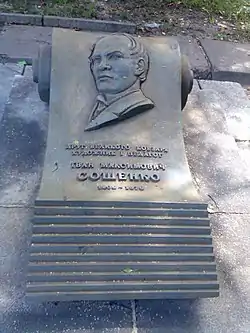 ДРУГ ВЕЛИКОГО КОБЗАРЯ
ХУДОЖНИК І ПЕДАГОГ
ІВАН МАКСИМОВИЧ
СОШЕНКО